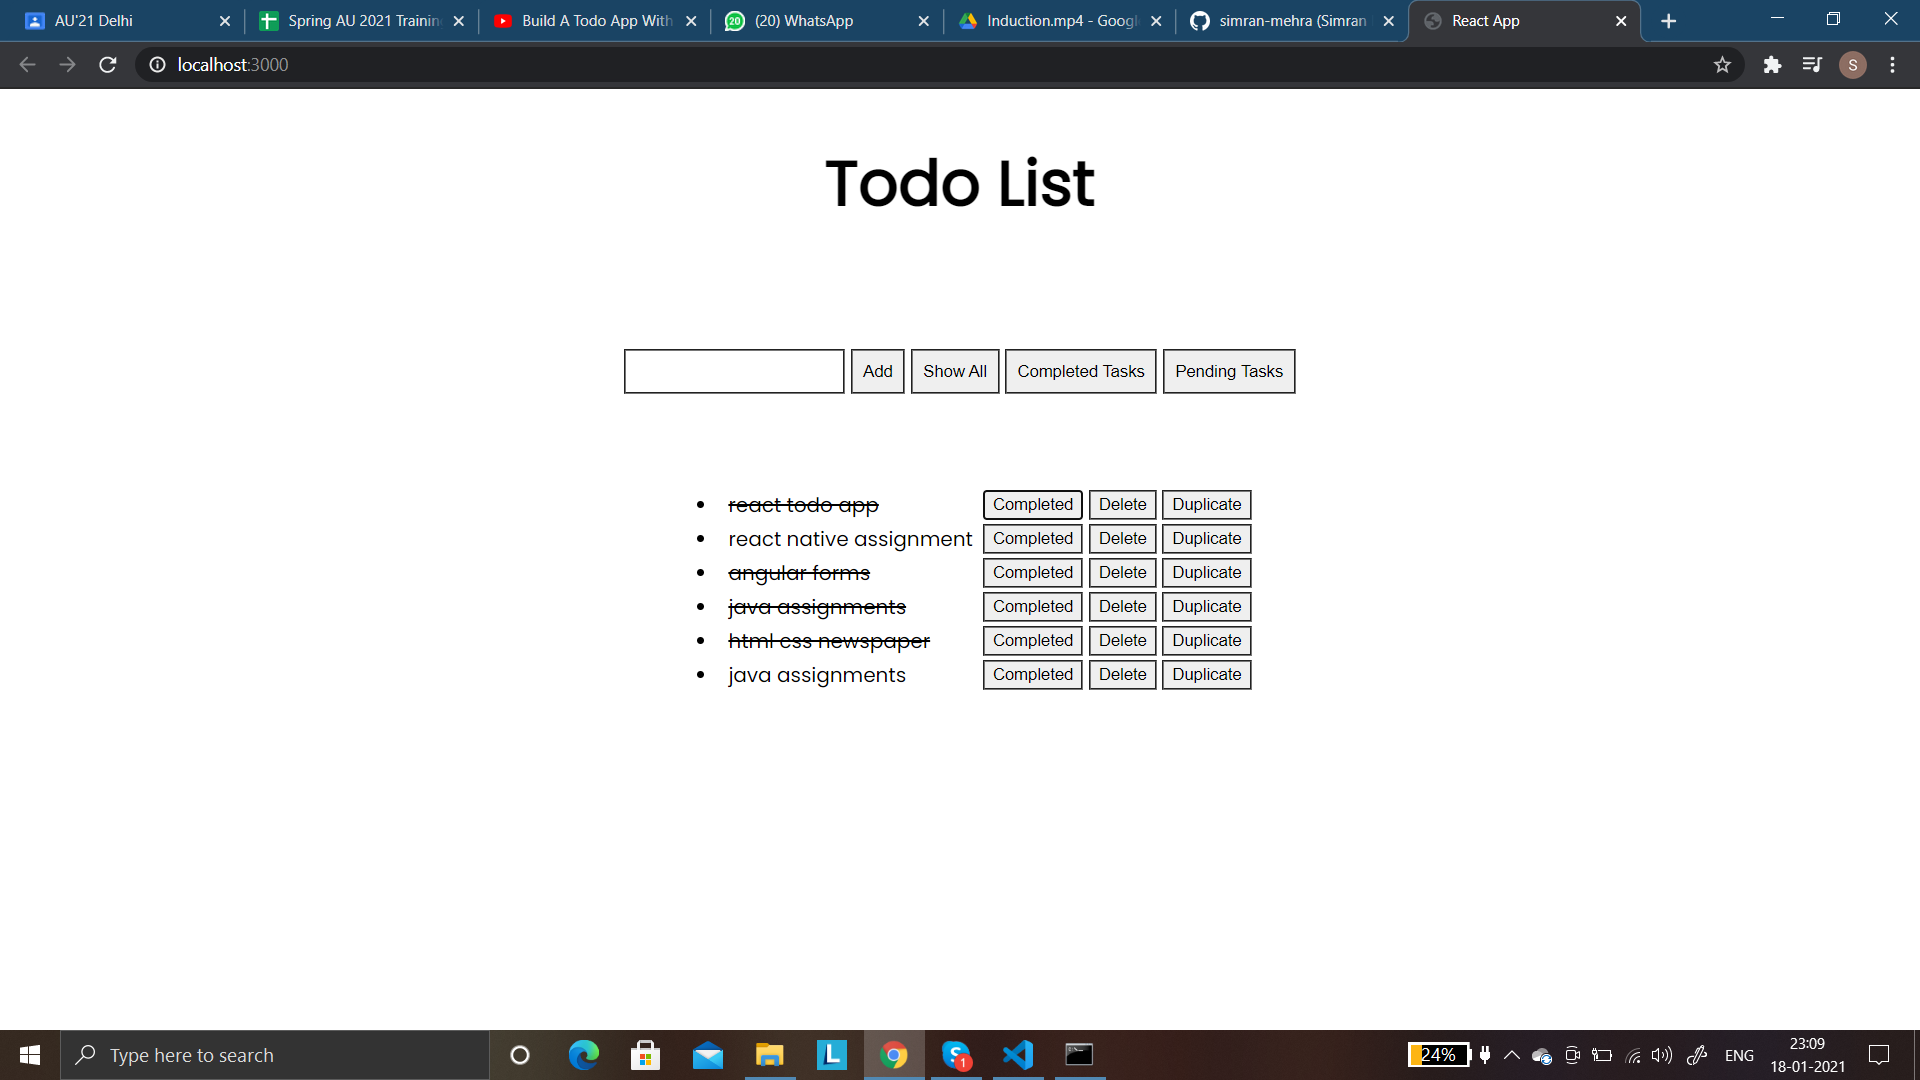 AU'21 Delhi
Spring AU 2021 Trainin
Build A Todo App With
20 (20) WhatsApp
Induction.mp4 - Googl
simran-mehra (Simran
React App
localhost:3000
S
Todo List
Add Show All Completed Tasks Pending Tasks
react todo app Completed Delete Duplicate
react native assignment Completed Delete Duplicate
angular forms Completed Delete Duplicate
java assignments Completed Delete Duplicate
html css newspaper Completed Delete Duplicate
java assignments Completed Delete Duplicate
Type here to search
L
S 1
24%
ENG
23:09
18-01-2021